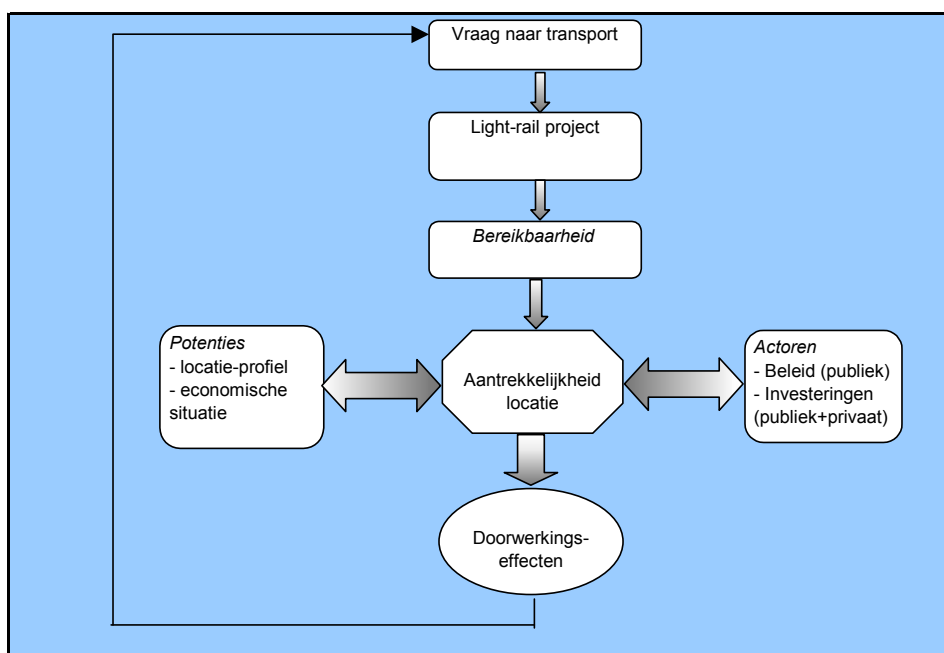 Vraag naar transport
Light-rail project
Bereikbaarheid
Potenties
- locatie-profiel
- economische
situatie
Aantrekkelijkheid
locatie
Actoren
- Beleid (publiek)
- Investeringen
(publiek+privaat)
Doorwerkings-
effecten